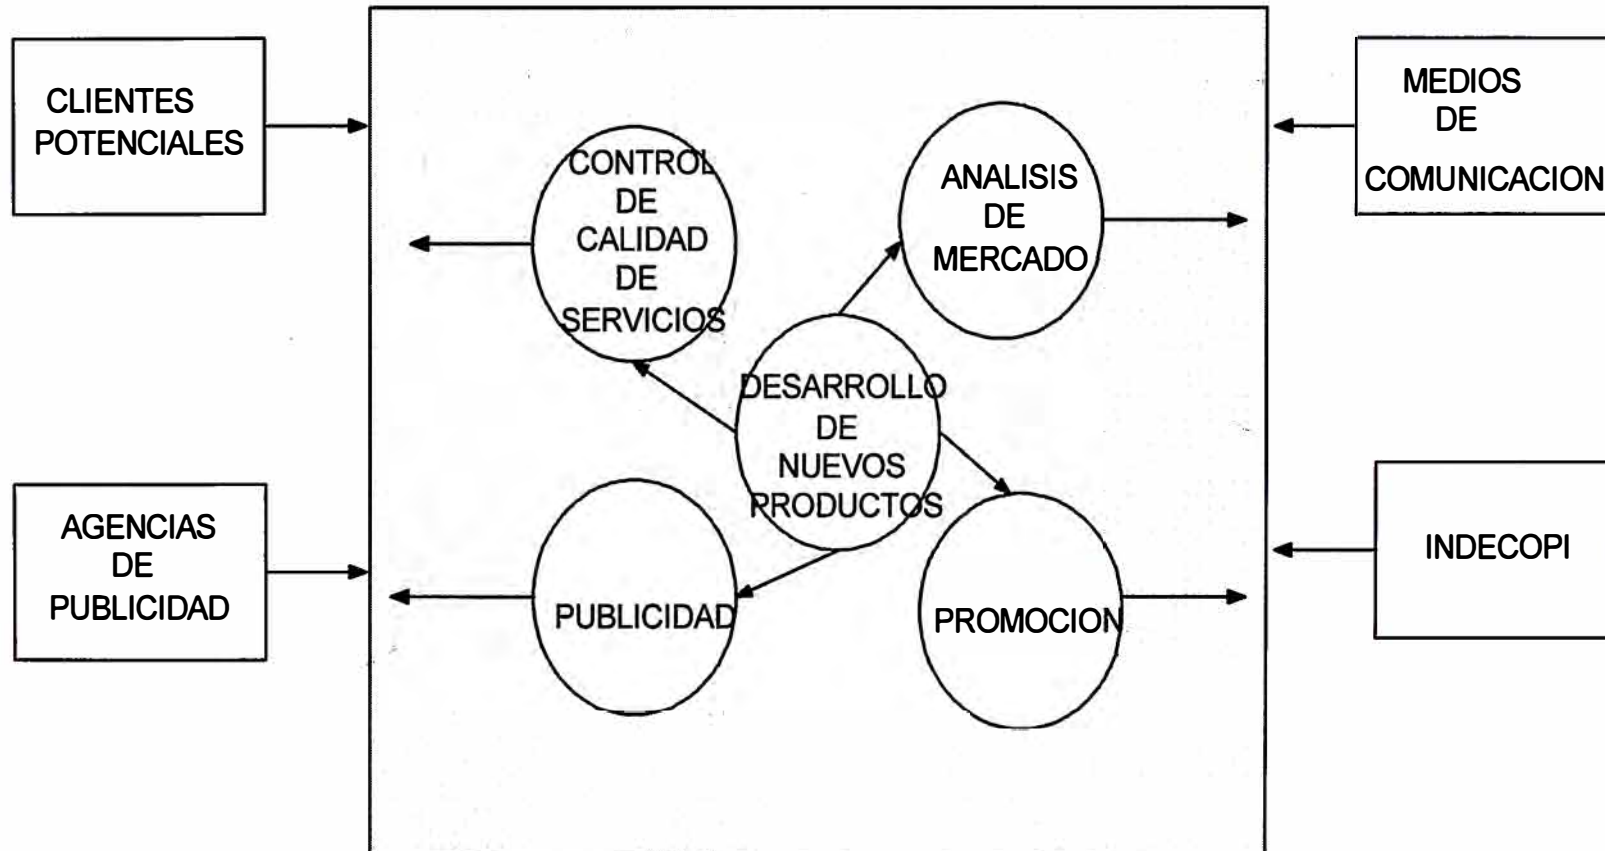 CLIENTES
POTENCIALES
CONTROL
DE
CALIDAD
DE
SERVICIOS
ANALISIS
DE
MERCADO
MEDIOS
DE
COMUNICACION
DESARROLLO
DE
NUEVOS
PRODUCTOS
AGENCIAS
DE
PUBLICIDAD
PUBLICIDAD
PROMOCION
INDECOPI